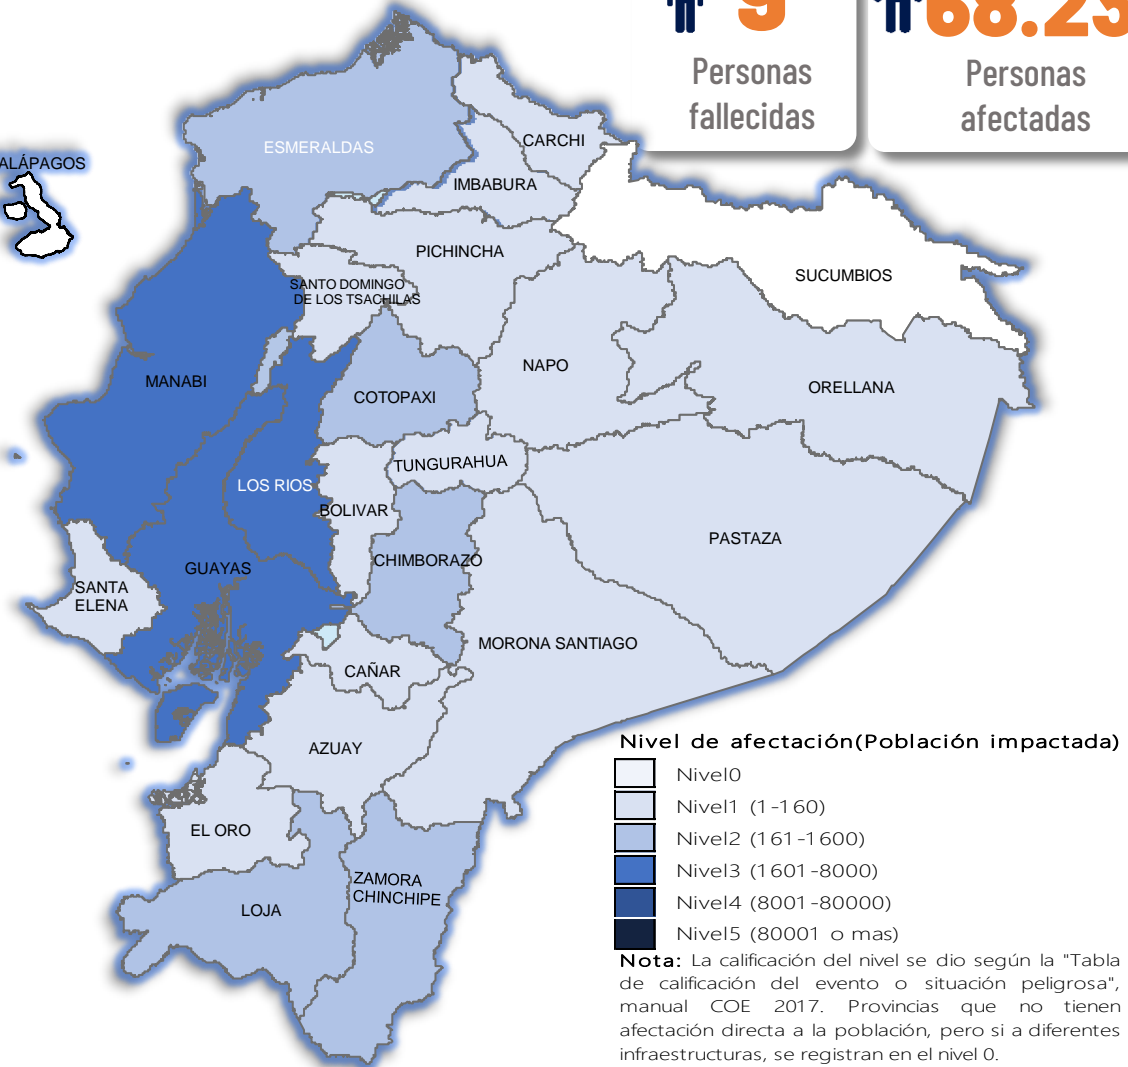 9
68.25
Personas
fallecidas
Personas
afectadas
ALÁPAGOS
ESMERALDAS
CARCHI
IMBABURA
PICHINCHA
SUCUMBIOS
SANTO DOMINGO
DE LOS TSACHILAS
NAPO
ORELLANA
MANABI
COTOPAXI
TUNGURAHUA
LOS RIOS
BOLIVAR
PASTAZA
CHIMBORAZO
GUAYAS
SANTA
ELENA
MORONA SANTIAGO
CAÑAR
AZUAY
EL ORO
ZAMORA
CHINCHIPE
LOJA
Nivel de afectación(Población impactada)
Nivel0
Nivel1 (1-160)
Nivel2 (161-1600)
Nivel3 (1601-8000)
Nivel4 (8001-80000)
Nivel5 (80001 o mas)
Nota: La calificación del nivel se dio según la "Tabla
de calificación del evento o situación peligrosa",
manual COE 2017. Provincias que no tienen
afectación directa a la población, pero si a diferentes
infraestructuras, se registran en el nivel 0.